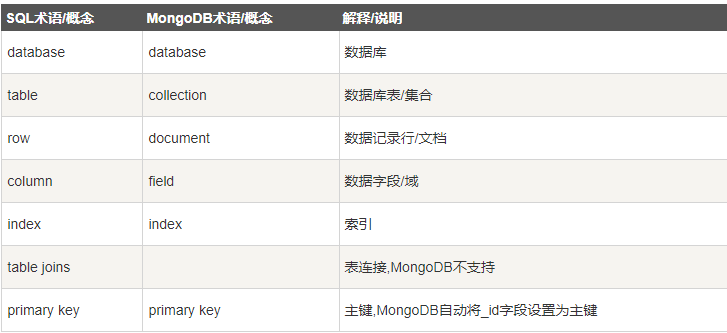 SQL术语/概念 MongoDB术语/概念 解释/说明
database database 数据库
table collection 数据库表/集合
row document 数据记录行/文档
column field 数据字段/域
index index 索引
table joins 表连接,MongoDB不支持
primary key primary key 主键,MongoDB自动将_id字段设置为主键